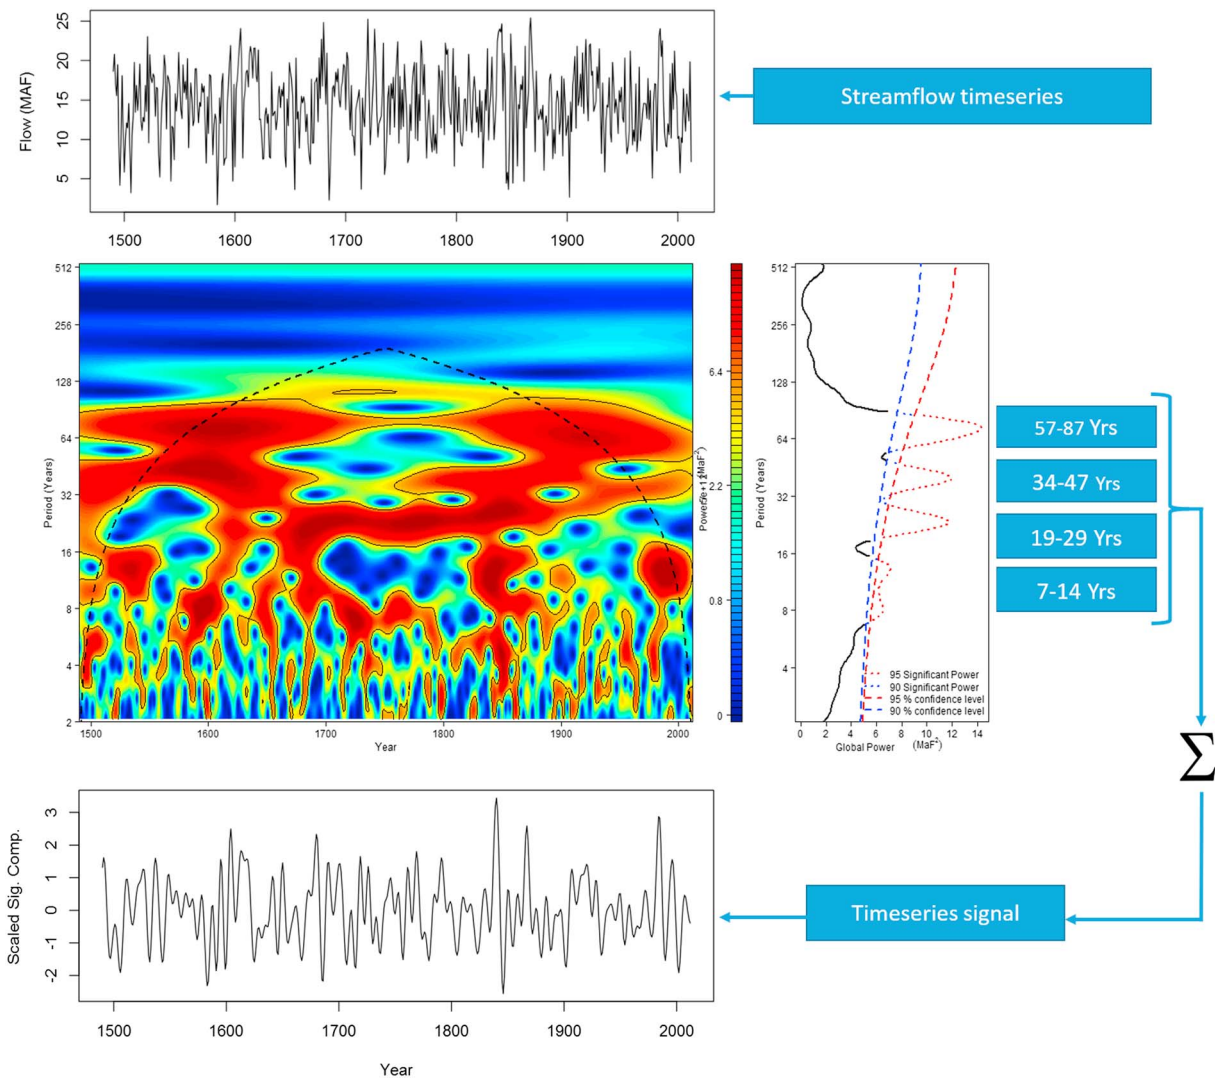 25
20
15
10
5
Flow (MAF)
1500 1600 1700 1800 1900 2000
Streamflow timeseries
512
256
128
64
32
16
8
4
2
Period (Years)
1500 1600 1700 1800 1900 2000
Year
6.4
2.2
0.8
0
512
256
128
64
32
16
8
4
Period (Years)
95 Significant Power
90 Significant Power
95 % confidence level
90 % confidence level
0 2 4 6 8 10 12 14
Global Power (MaF²)
57-87 Yrs
34-47 Yrs
19-29 Yrs
7-14 Yrs
Σ
3
2
1
0
-1
-2
Scaled Sig. Comp.
1500 1600 1700 1800 1900 2000
Year
Timeseries signal